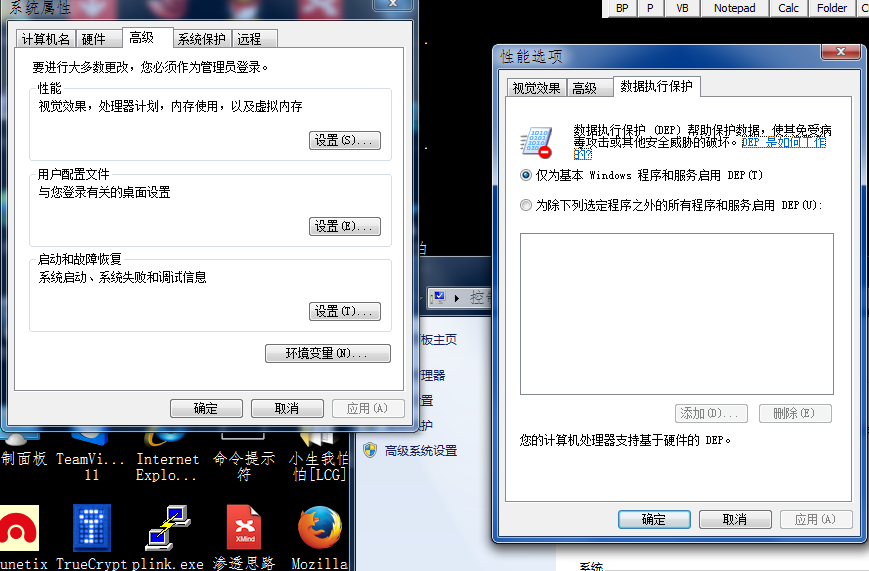 系统属性
计算机名
硬件
高级
系统保护
远程
要进行大多数更改，您必须作为管理员登录。
性能
视觉效果，处理器计划，内存使用，以及虚拟内存
设置(S)...
用户配置文件
与您登录有关的桌面设置
设置(E)...
启动和故障恢复
系统启动、系统失败和调试信息
设置(T)...
环境变量(N)...
确定
取消
应用(A)
BP
P
VB
Notepad
Calc
Folder
性能选项
视觉效果
高级
数据执行保护
数据执行保护 (DEP) 帮助保护数据，使其免受病
毒攻击或其他安全威胁的破坏。DEP 是如何工作
的?
仅为基本 Windows 程序和服务启用 DEP(T)
为除下列选定程序之外的所有程序和服务启用 DEP(U):
添加(D)...
删除(E)
您的计算机处理器支持基于硬件的 DEP。
确定
取消
应用(A)
板主页
理器
置
护
高级系统设置
系统
制面板
TeamVi...
11
Internet
Explo...
命令提示
符
小生我怕
怕[LCG]
unetix
TrueCrypt
plink.exe
XMind
渗透思路
Mozilla